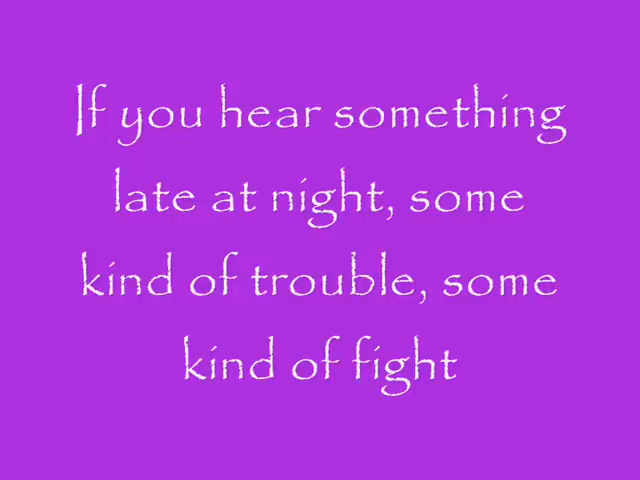 If you hear something
late at night, some
kind of trouble, some
kind of fight